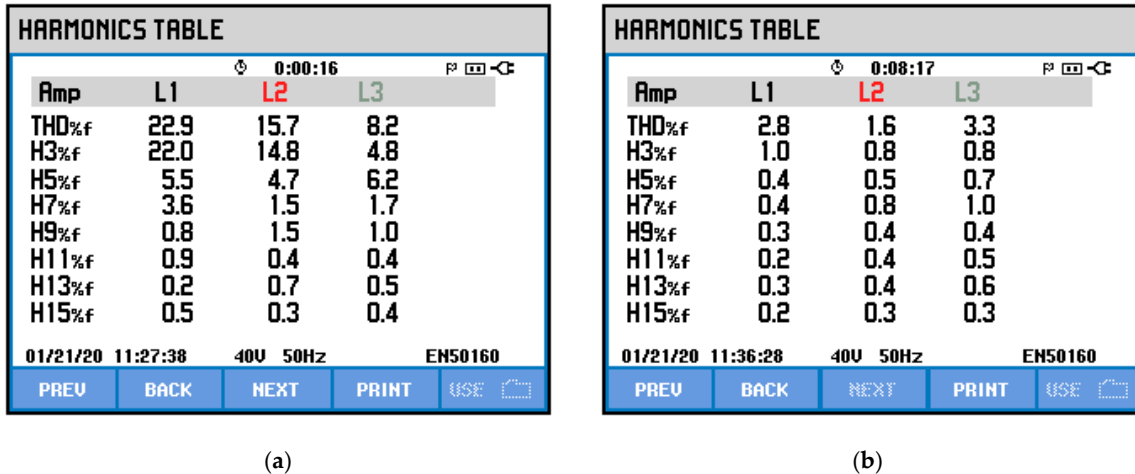 HARMONICS TABLE
0:00:16
Amp L1 L2 L3
THD%f 22.9 15.7 8.2
H3%f 22.0 14.8 4.8
H5%f 5.5 4.7 6.2
H7%f 3.6 1.5 1.7
H9%f 0.8 1.5 1.0
H11%f 0.9 0.4 0.4
H13%f 0.2 0.7 0.5
H15%f 0.5 0.3 0.4
01/21/20 11:27:38 40V 50Hz EN50160
PREV BACK NEXT PRINT USE
(a)
HARMONICS TABLE
0:08:17
Amp L1 L2 L3
THD%f 2.8 1.6 3.3
H3%f 1.0 0.8 0.8
H5%f 0.4 0.5 0.7
H7%f 0.4 0.8 1.0
H9%f 0.3 0.4 0.4
H11%f 0.2 0.4 0.5
H13%f 0.3 0.4 0.6
H15%f 0.2 0.3 0.3
01/21/20 11:36:28 40V 50Hz EN50160
PREV BACK NEXT PRINT USE
(b)